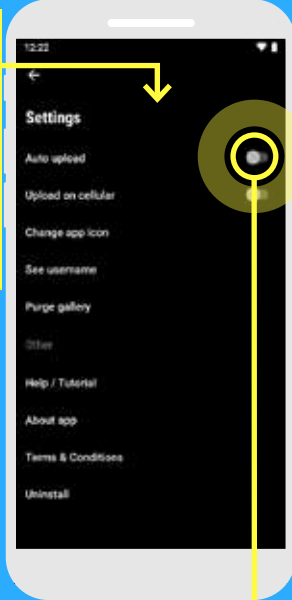 12:22
Settings
Auto upload
Upload on cellular
Change app icon
See username
Purge gallery
Other
Help / Tutorial
About app
Terms & Conditions
Uninstall